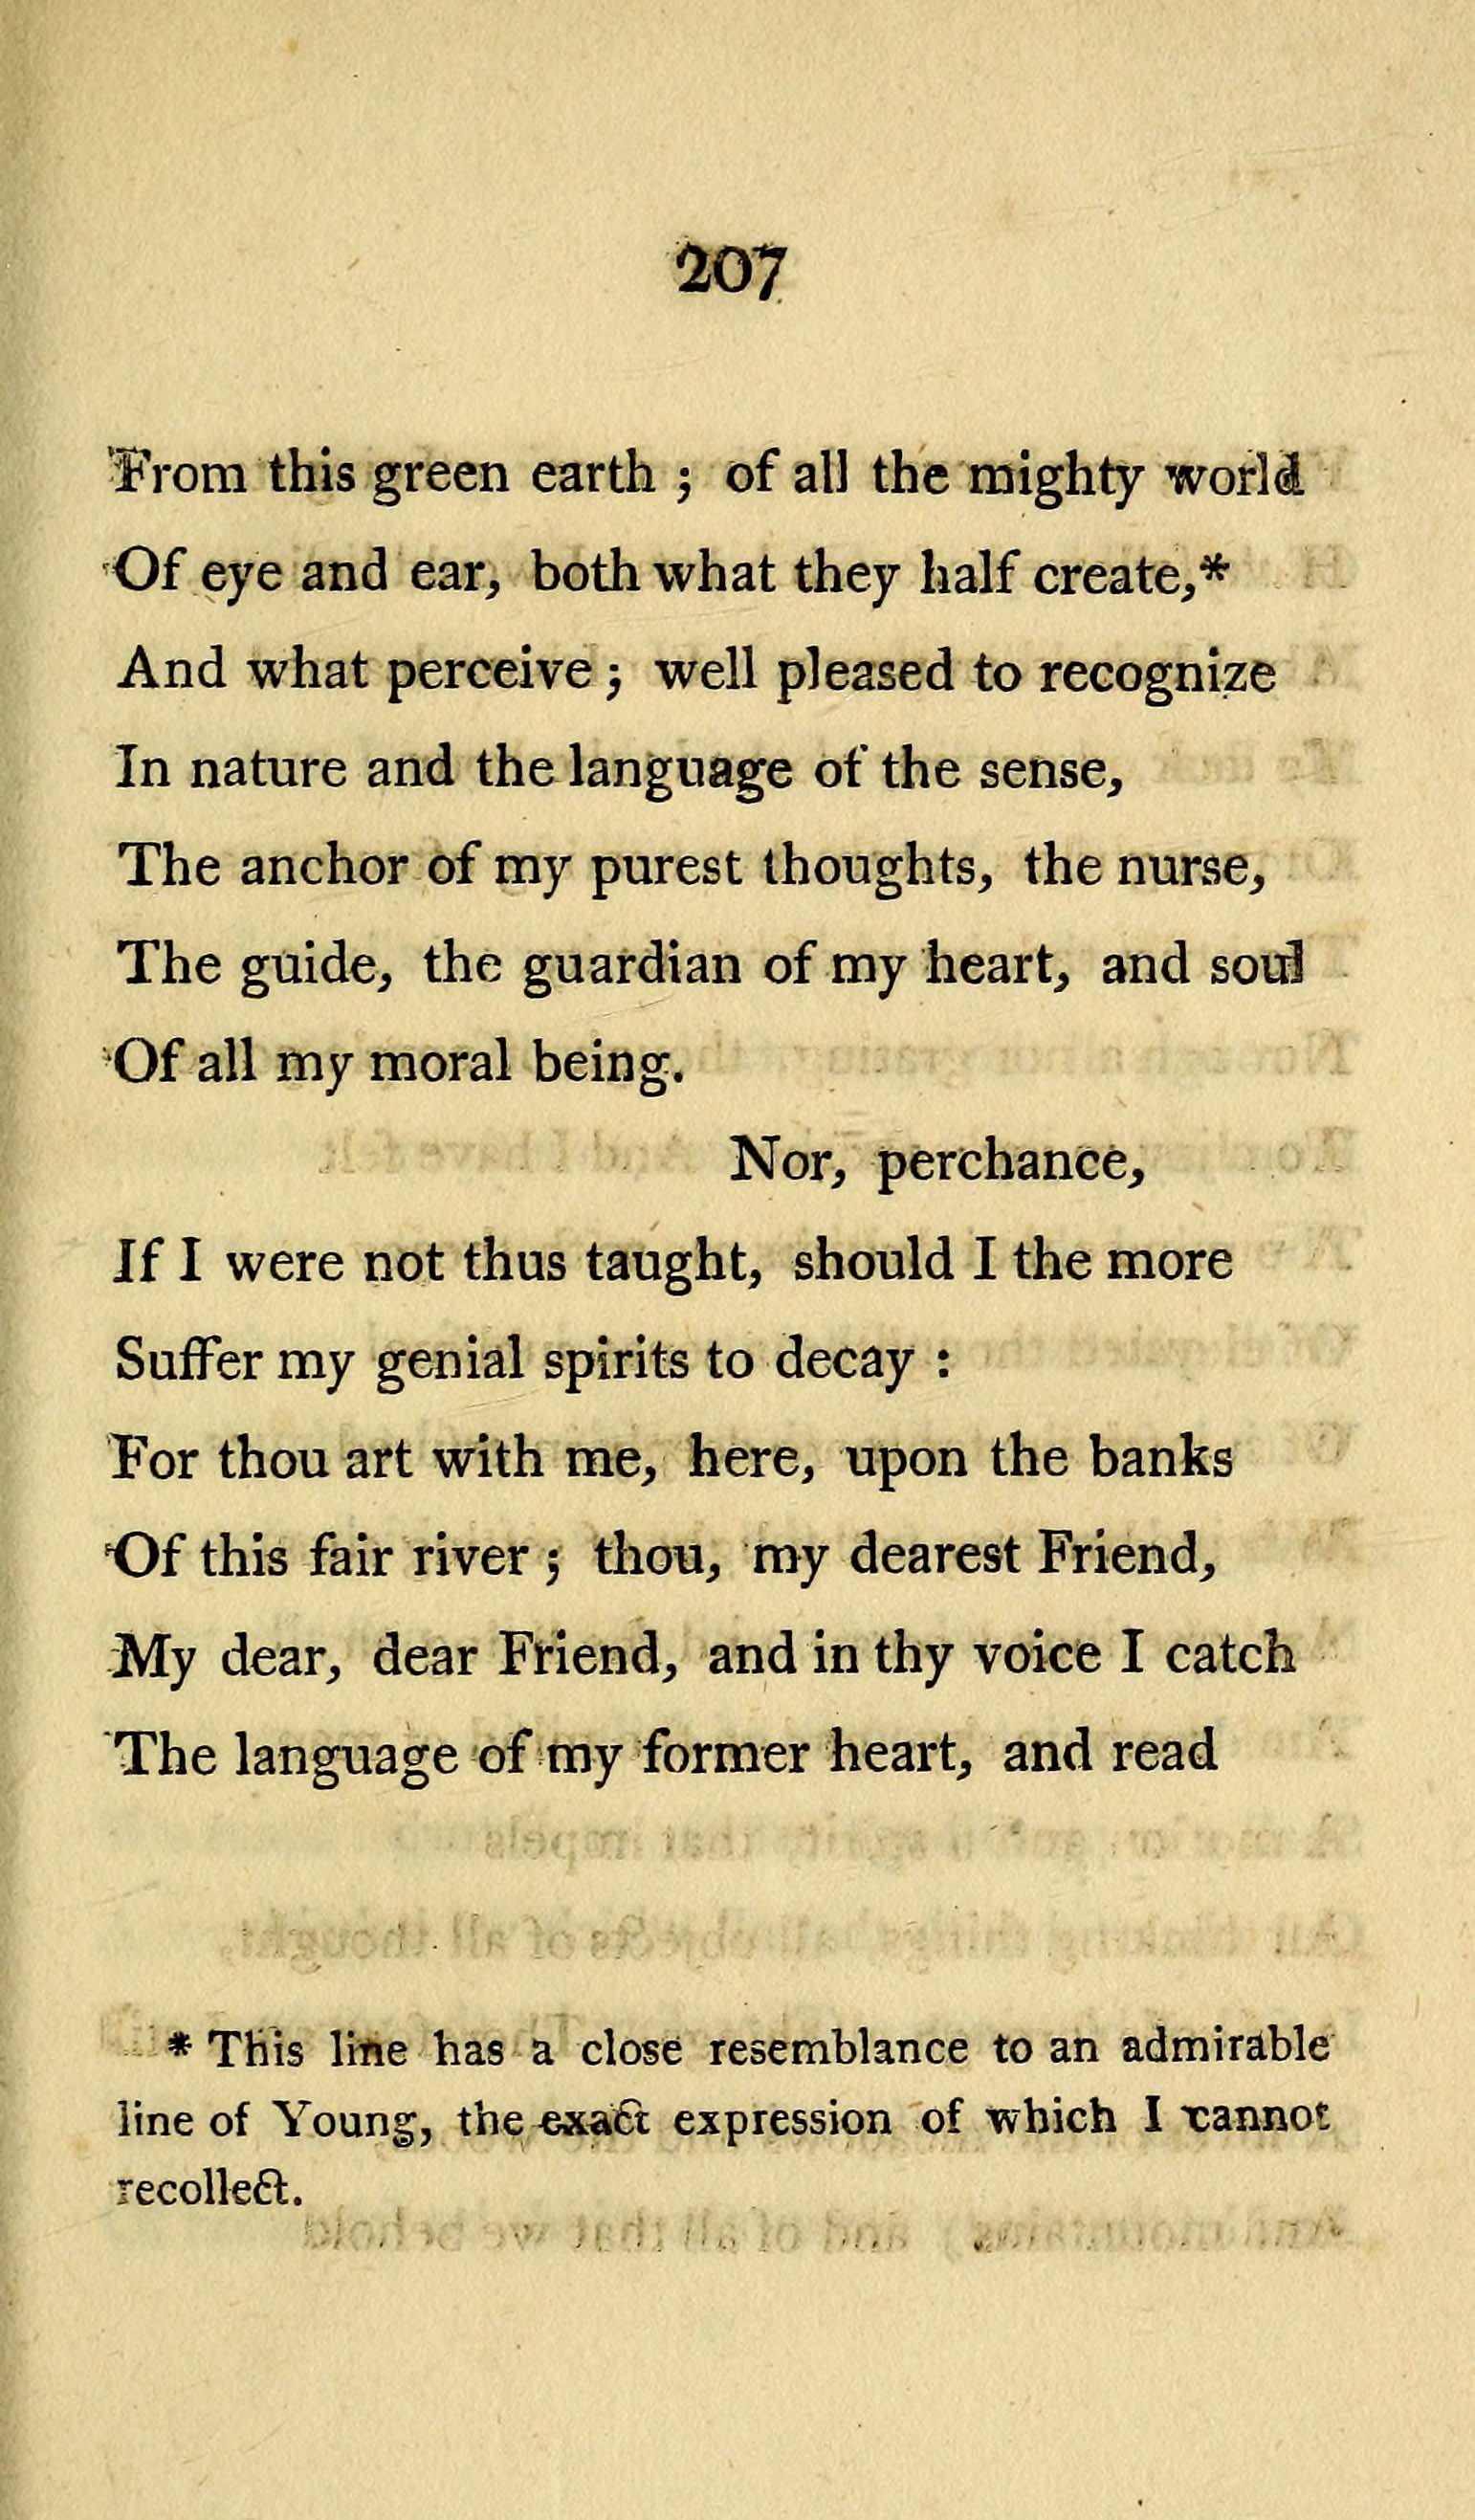 207
From this green earth ; of all the mighty world
Of eye and ear, both what they half create,*
And what perceive ; well pleased to recognize
In nature and the language of the sense,
The anchor of my purest thoughts, the nurse,
The guide, the guardian of my heart, and soul
Of all my moral being.
Nor, perchance,
If I were not thus taught, should I the more
Suffer my genial spirits to decay :
For thou art with me, here, upon the banks
Of this fair river ; thou, my dearest Friend,
My dear, dear Friend, and in thy voice I catch
The language of my former heart, and read
* This line has a close resemblance to an admirable
line of Young, the exact expression of which I cannot
recollect.